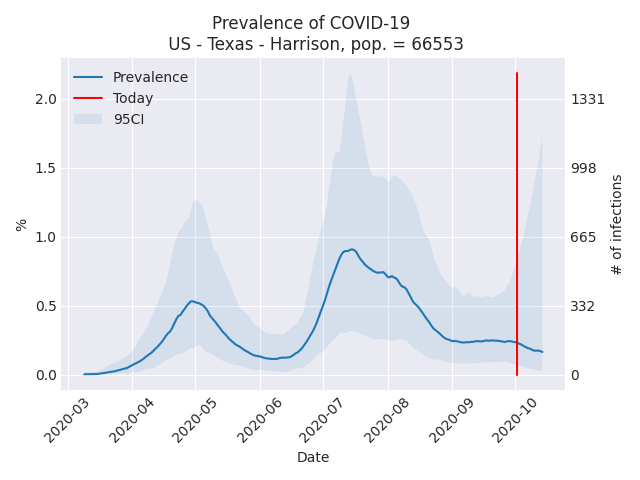 Prevalence of COVID-19
US - Texas - Harrison, pop. = 66553
Prevalence
Today
95CI
2.0
1.5
1.0
0.5
0.0
%
1331
998
665
332
0
# of infections
2020-03
2020-04
2020-05
2020-06
2020-07
2020-08
2020-09
2020-10
Date